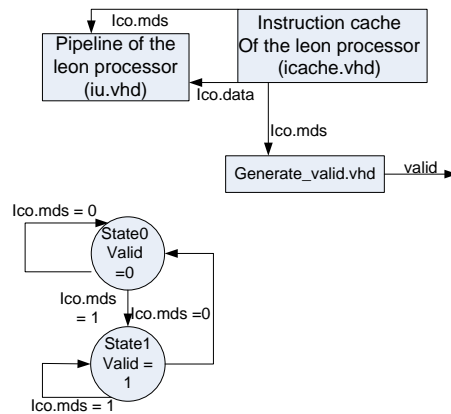 Ico.mds
Pipeline of the
leon processor
(iu.vhd)
Instruction cache
Of the leon processor
(icache.vhd)
Ico.data
Ico.mds
Generate_valid.vhd
valid
Ico.mds = 0
State0
Valid
=0
Ico.mds
= 1
Ico.mds =0
State1
Valid =
1
Ico.mds = 1